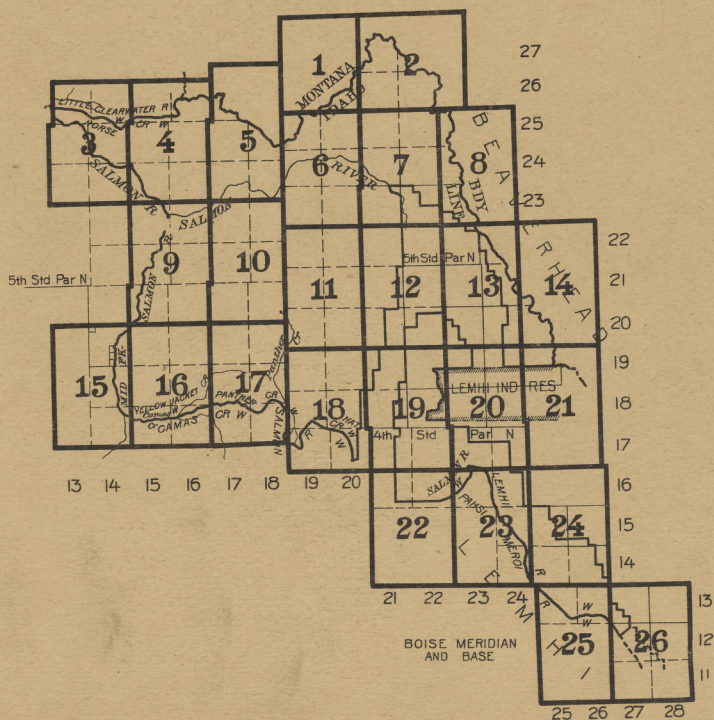 1
2
27
MONTANA
IDAHO
26
LITTLE CLEARWATER R
W
HORSE CR W
3
4
5
25
BEAVERHEAD
6
7
8
24
SALMON R
RIVER
LINE BDY
23
SALMON
22
9
10
SALMON R
5th Std Par N
5th Std Par N
11
12
13
14
21
20
MID FK
Panther Cr
19
15
16
17
LEMHI IND RES
YELLOW JACKET CR
PANTHER CR
18
19
20
21
18
Camas W
Or CAMAS CR W
CR W
SALMON
R
W
HAT CR W
W
4th Std Par N
17
13 14 15 16 17 18 19 20
SALMON R
W
16
LEMHI
PAHSIMEROI R
22
23
24
15
14
LEMHI
21 22 23 24
R
W
W
13
BOISE MERIDIAN
AND BASE
25
26
12
11
25 26 27 28